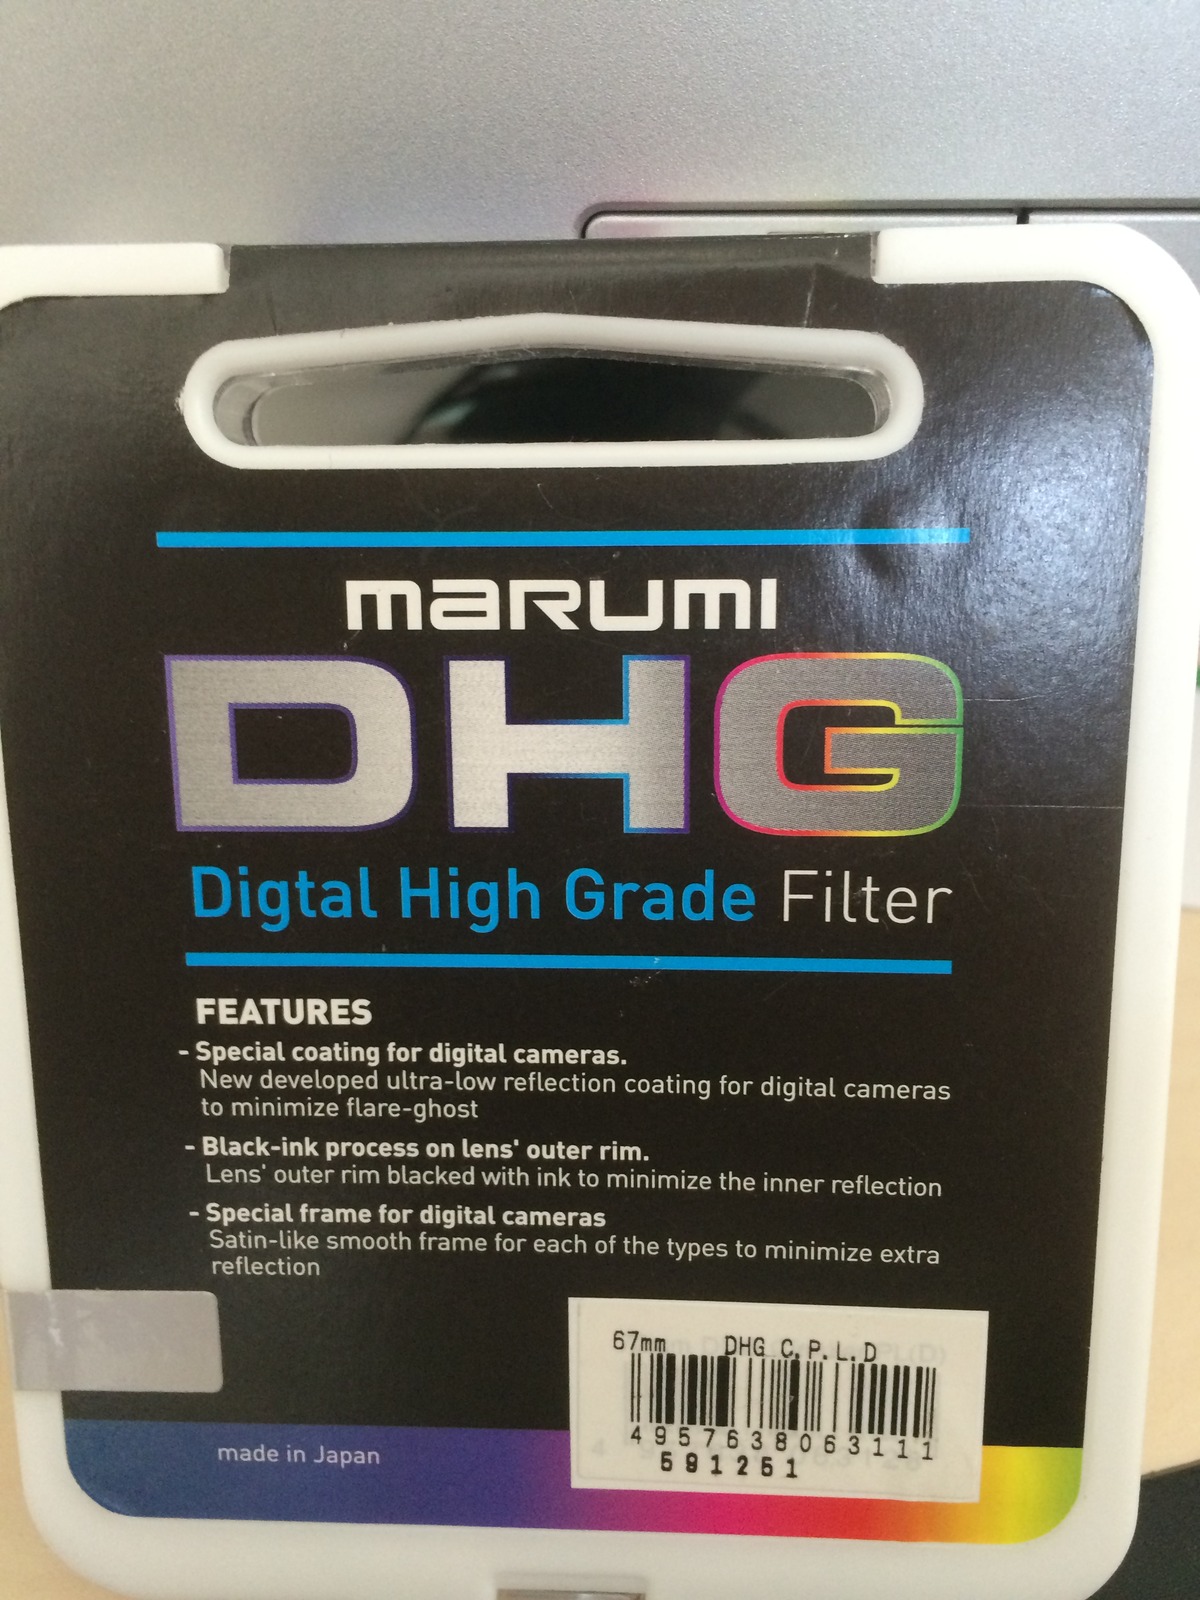 marumi
DHG
Digtal High Grade Filter
FEATURES
- Special coating for digital cameras.
New developed ultra-low reflection coating for digital cameras
to minimize flare-ghost
- Black-ink process on lens' outer rim.
Lens' outer rim blacked with ink to minimize the inner reflection
- Special frame for digital cameras
Satin-like smooth frame for each of the types to minimize extra
reflection
67mm DHG C.P.L.D
4957638063111
591251
made in Japan